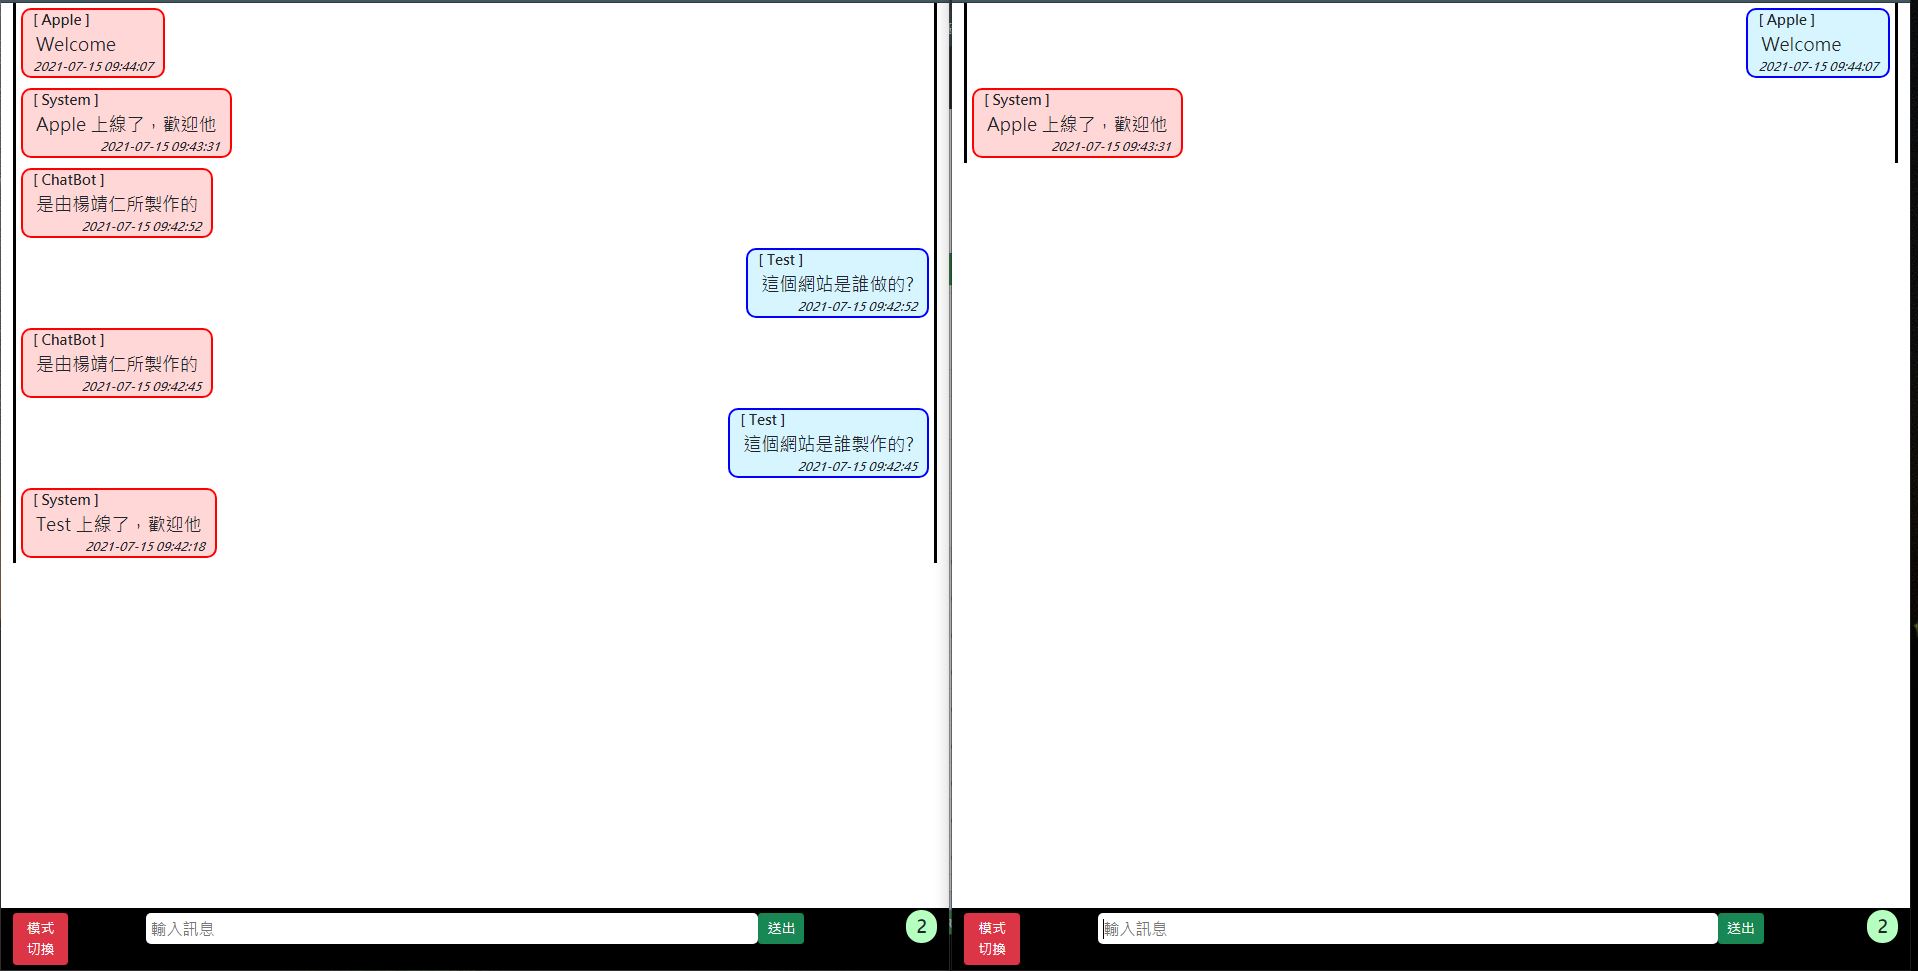 [ Apple ]
Welcome
2021-07-15 09:44:07
[ System ]
Apple 上線了，歡迎他
2021-07-15 09:43:31
[ ChatBot ]
是由楊靖仁所製作的
2021-07-15 09:42:52
[ Test ]
這個網站是誰做的?
2021-07-15 09:42:52
[ ChatBot ]
是由楊靖仁所製作的
2021-07-15 09:42:45
[ Test ]
這個網站是誰製作的?
2021-07-15 09:42:45
[ System ]
Test 上線了，歡迎他
2021-07-15 09:42:18
模式
切換
輸入訊息
送出
2
[ Apple ]
Welcome
2021-07-15 09:44:07
[ System ]
Apple 上線了，歡迎他
2021-07-15 09:43:31
模式
切換
輸入訊息
送出
2